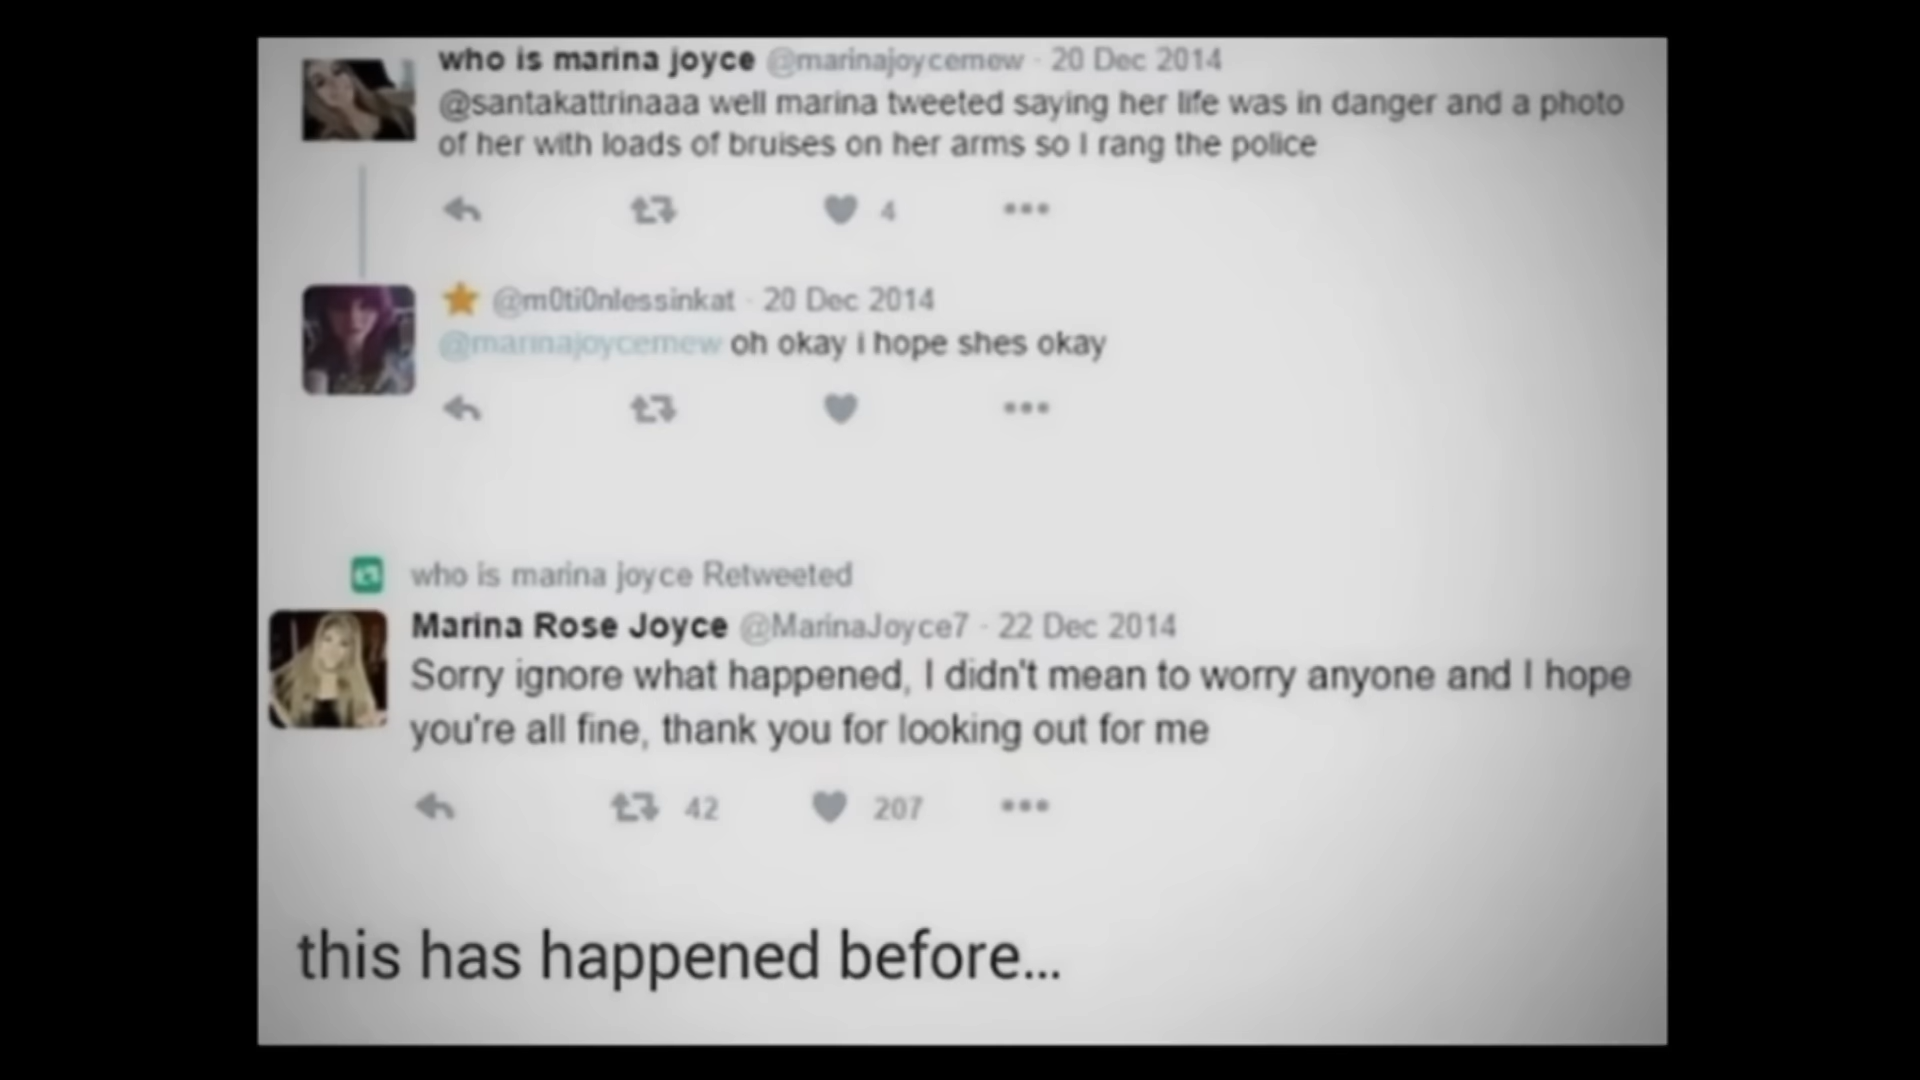 who is marina joyce @marinajoycemew · 20 Dec 2014
@santakattrinaaa well marina tweeted saying her life was in danger and a photo
of her with loads of bruises on her arms so I rang the police
4
@m0ti0nlessinkat · 20 Dec 2014
@marinajoycemew oh okay i hope shes okay
who is marina joyce Retweeted
Marina Rose Joyce @MarinaJoyce7 · 22 Dec 2014
Sorry ignore what happened, I didn't mean to worry anyone and I hope
you're all fine, thank you for looking out for me
42 207
this has happened before...